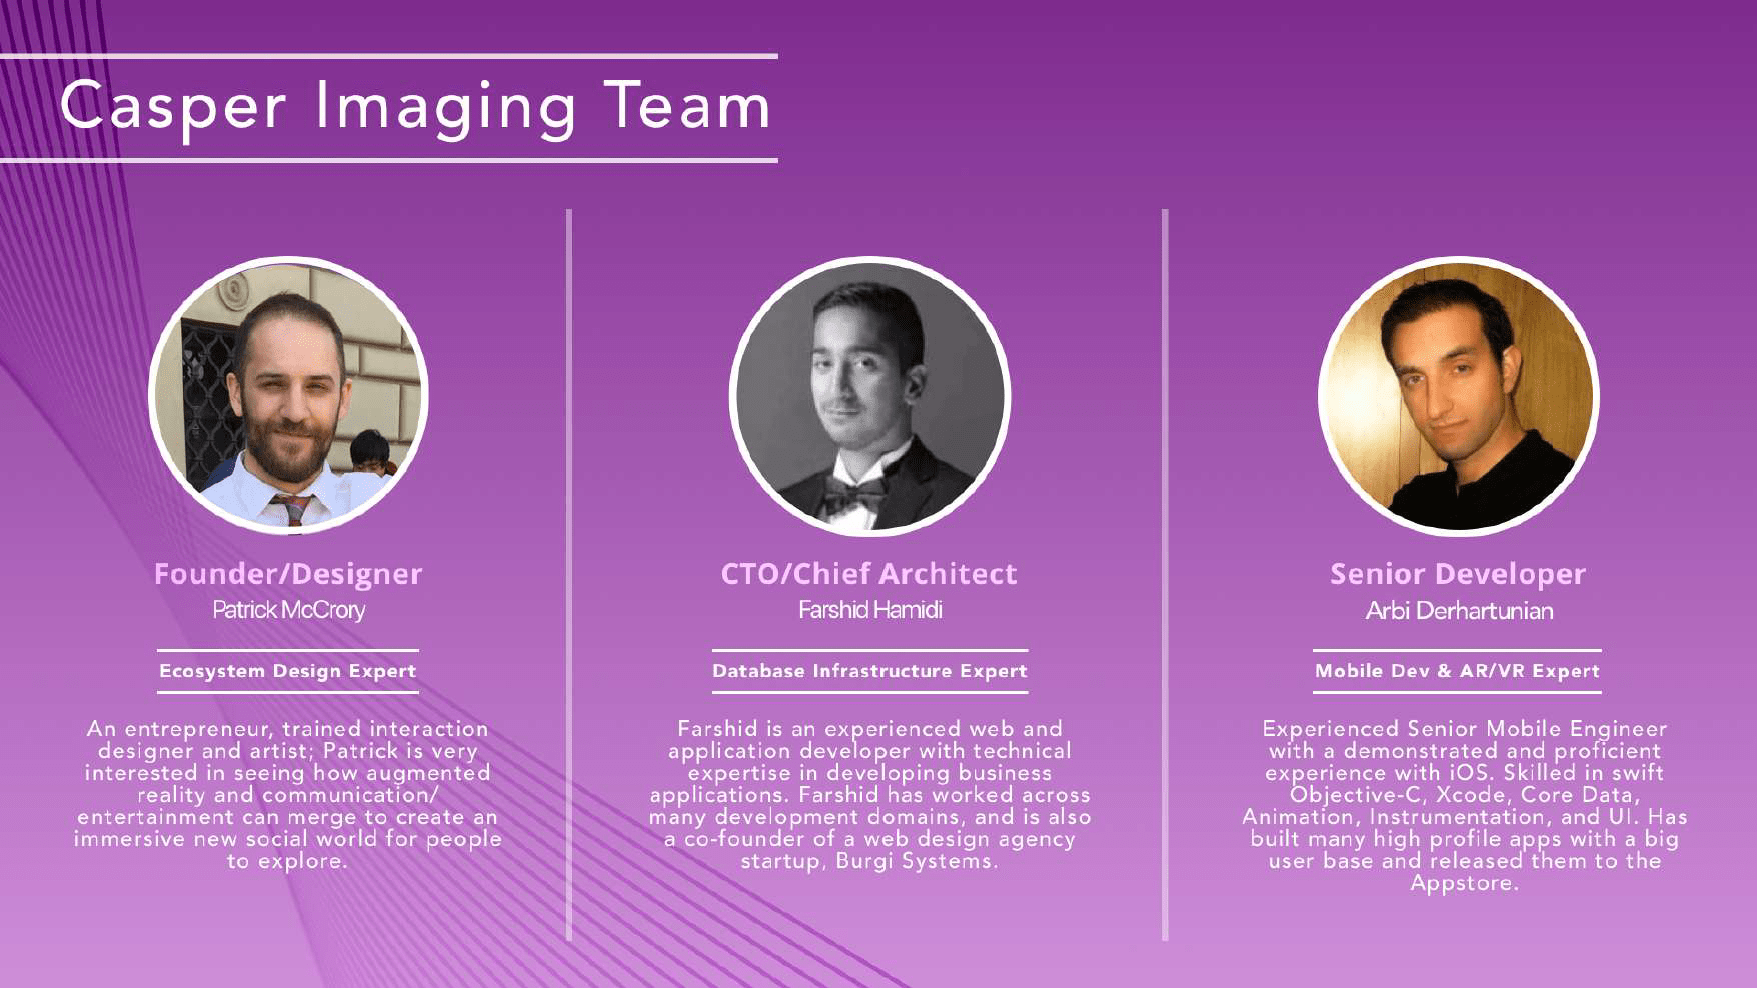 Casper Imaging Team
Founder/Designer
Patrick McCrory
Ecosystem Design Expert
An entrepreneur, trained interaction
designer and artist; Patrick is very
interested in seeing how augmented
reality and communication/
entertainment can merge to create an
immersive new social world for people
to explore.
CTO/Chief Architect
Farshid Hamidi
Database Infrastructure Expert
Farshid is an experienced web and
application developer with technical
expertise in developing business
applications. Farshid has worked across
many development domains, and is also
a co-founder of a web design agency
startup, Burgi Systems.
Senior Developer
Arbi Derhartunian
Mobile Dev & AR/VR Expert
Experienced Senior Mobile Engineer
with a demonstrated and proficient
experience with iOS. Skilled in swift
Objective-C, Xcode, Core Data,
Animation, Instrumentation, and UI. Has
built many high profile apps with a big
user base and released them to the
Appstore.